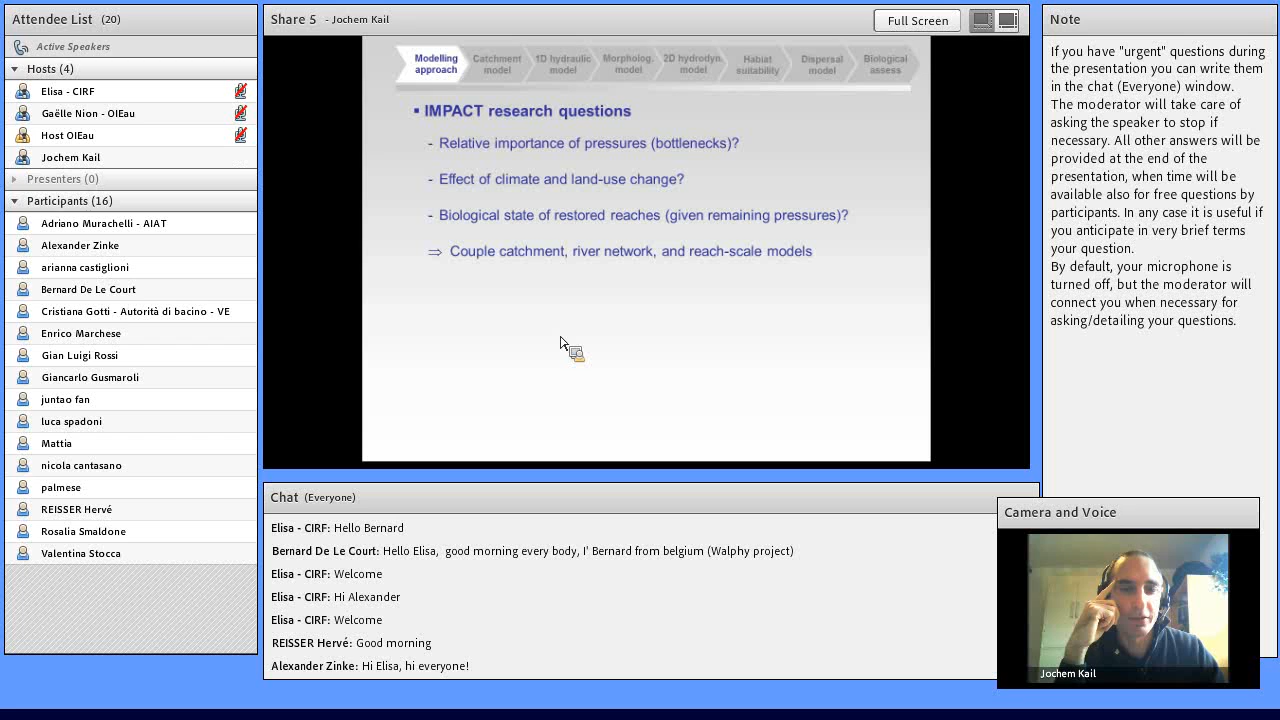 Attendee List (20)
Active Speakers
Hosts (4)
Elisa - CIRF
Gaëlle Nion - OIEau
Host OIEau
Jochem Kail
Presenters (0)
Participants (16)
Adriano Murachelli - AIAT
Alexander Zinke
arianna castiglioni
Bernard De Le Court
Cristiana Gotti - Autorità di bacino - VE
Enrico Marchese
Gian Luigi Rossi
Giancarlo Gusmaroli
juntao fan
luca spadoni
Mattia
nicola cantasano
palmese
REISSER Hervé
Rosalia Smaldone
Valentina Stocca
Share 5 - Jochem Kail
Full Screen
Modelling approach
Catchment model
1D hydraulic model
Morpholog. model
2D hydrodyn. model
Habiat suitability
Dispersal model
Biological assess
▪ IMPACT research questions
- Relative importance of pressures (bottlenecks)?
- Effect of climate and land-use change?
- Biological state of restored reaches (given remaining pressures)?
⇒ Couple catchment, river network, and reach-scale models
Chat (Everyone)
Elisa - CIRF: Hello Bernard
Bernard De Le Court: Hello Elisa, good morning every body, I' Bernard from belgium (Walphy project)
Elisa - CIRF: Welcome
Elisa - CIRF: Hi Alexander
Elisa - CIRF: Welcome
REISSER Hervé: Good morning
Alexander Zinke: Hi Elisa, hi everyone!
Note
If you have "urgent" questions during
the presentation you can write them
in the chat (Everyone) window.
The moderator will take care of
asking the speaker to stop if
necessary. All other answers will be
provided at the end of the
presentation, when time will be
available also for free questions by
participants. In any case it is useful if
you anticipate in very brief terms
your question.
By default, your microphone is
turned off, but the moderator will
connect you when necessary for
asking/detailing your questions.
Camera and Voice
Jochem Kail